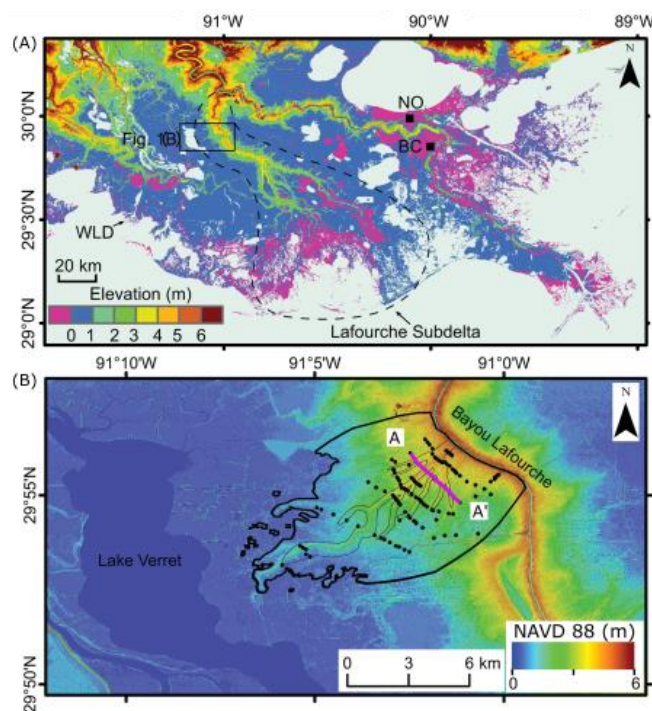 91°W 90°W 89°W
(A)
N
30°0'N
NO
Fig. 1(B)
BC
29°30'N
WLD
20 km
Elevation (m)
0 1 2 3 4 5 6
Lafourche Subdelta
29°0'N
91°10'W 91°5'W 91°0'W
(B)
N
Bayou Lafourche
A
29°55'N
A'
Lake Verret
NAVD 88 (m)
0 3 6 km
0 6
29°50'N